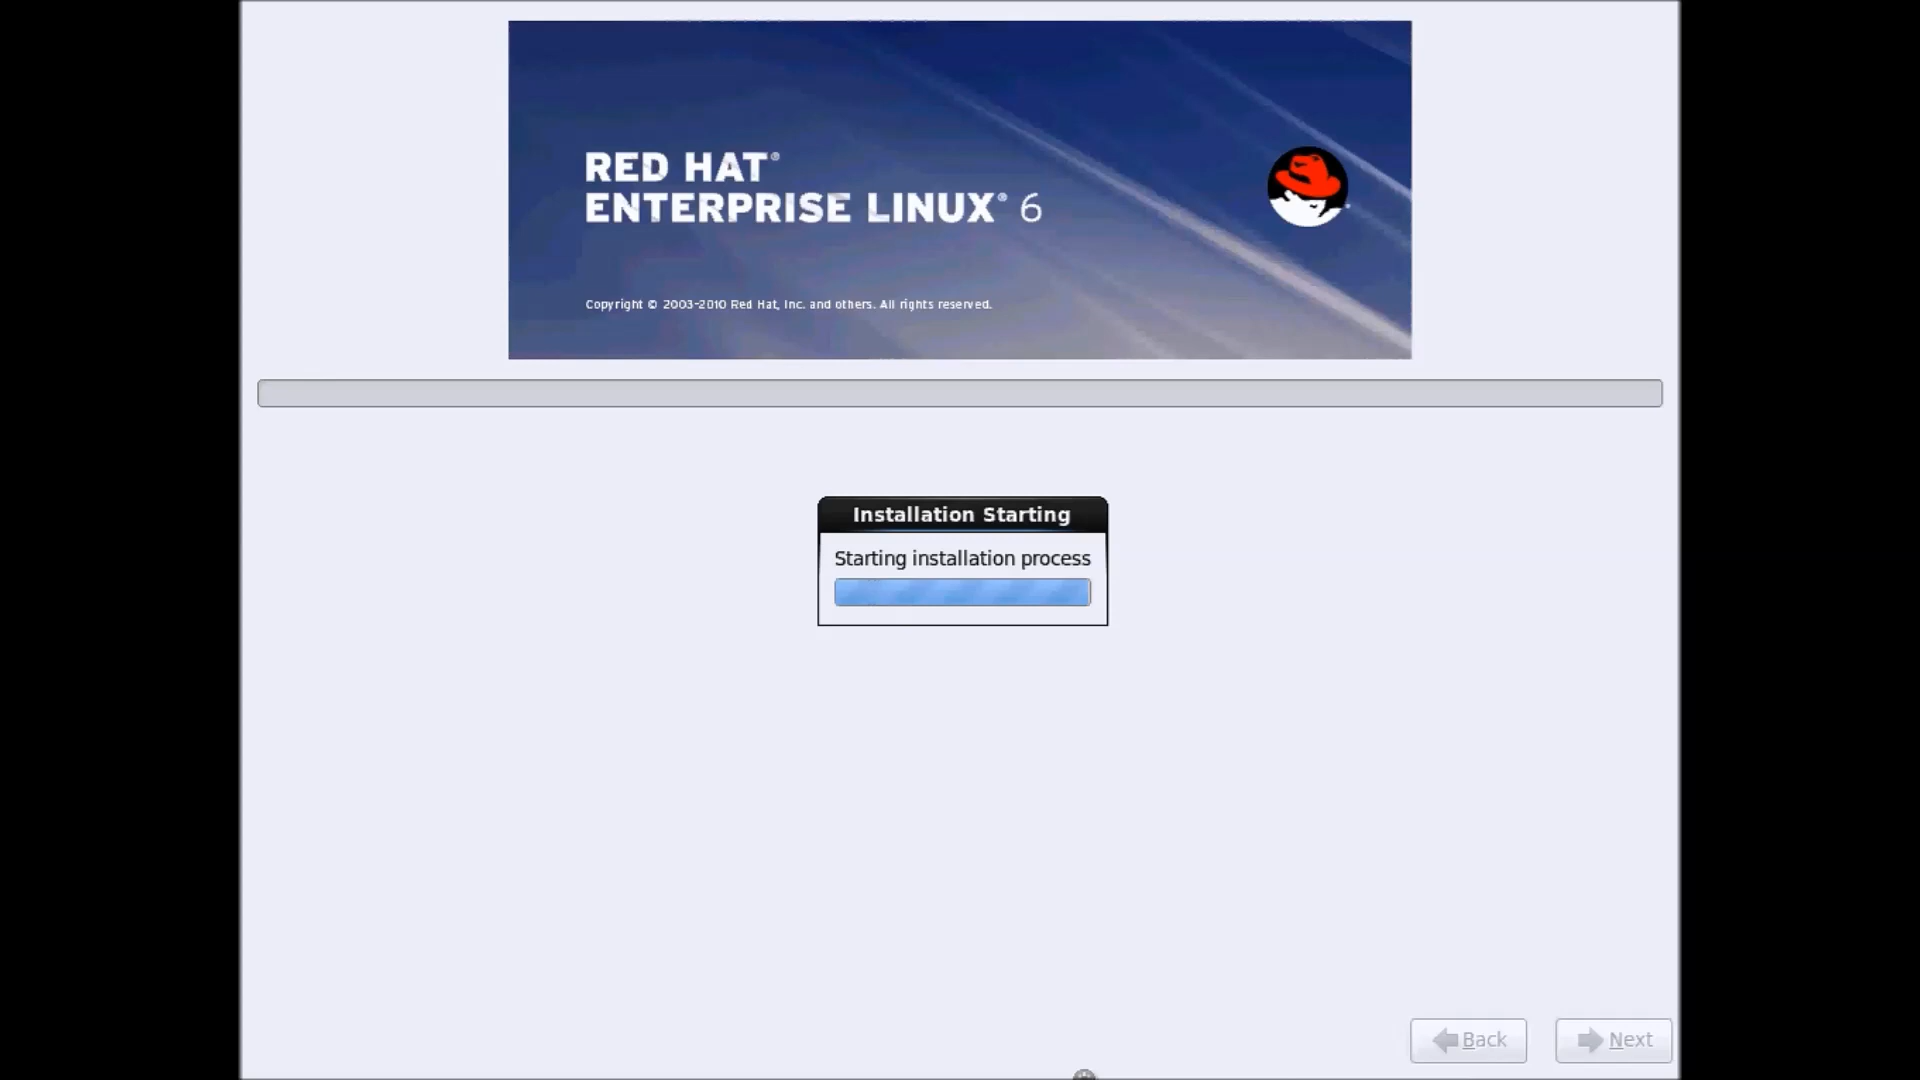 RED HAT®
ENTERPRISE LINUX® 6
Copyright © 2003-2010 Red Hat, Inc. and others. All rights reserved.
Installation Starting
Starting installation process
Back
Next